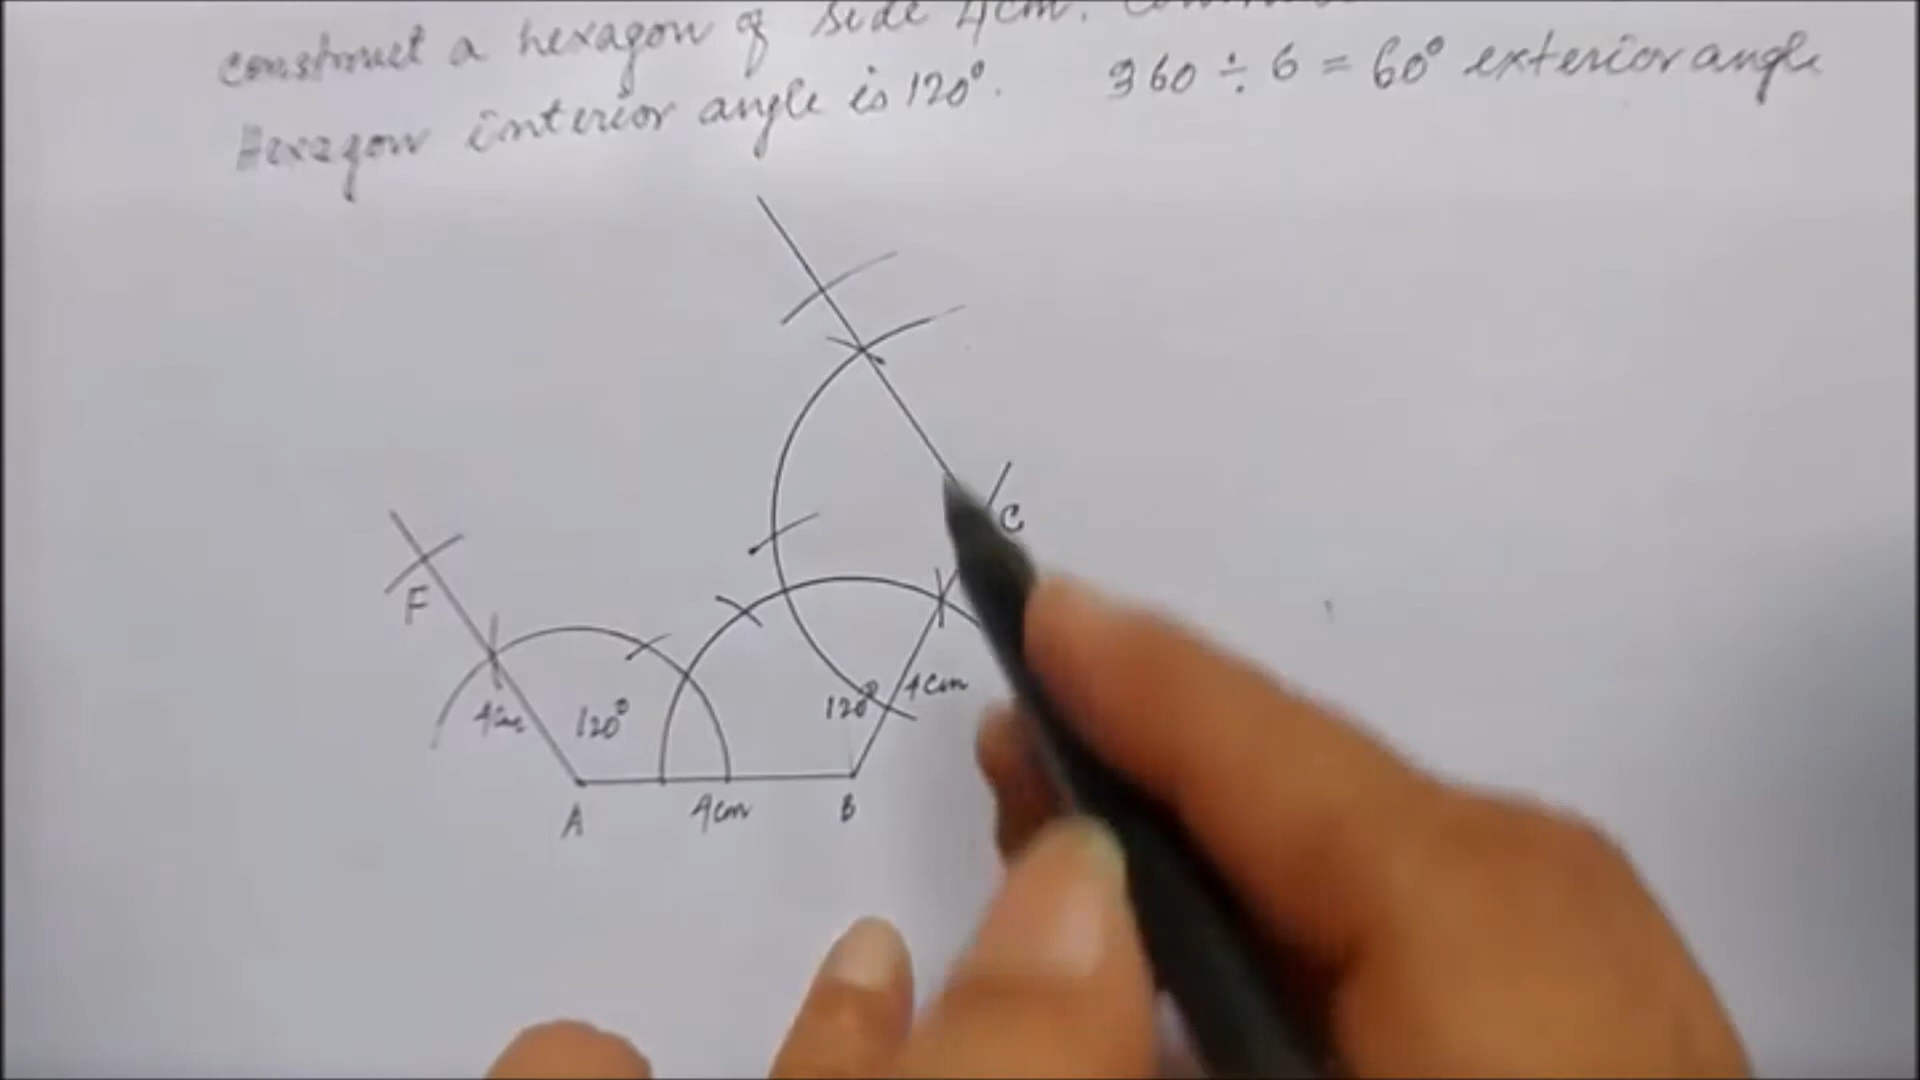 construct a hexagon of side 4cm.
Hexagon interior angle is 120°. 360 ÷ 6 = 60° exterior angle
C
F
4cm 120° 120° 4cm
A 4cm B